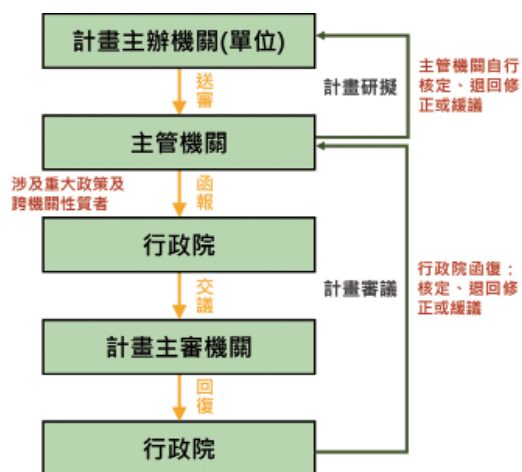 計畫主辦機關(單位)
送
審
計畫研擬
主管機關自行
核定、退回修
正或緩議
主管機關
涉及重大政策及
跨機關性質者
函
報
行政院
交
議
計畫審議
行政院函復：
核定、退回修
正或緩議
計畫主審機關
回
復
行政院